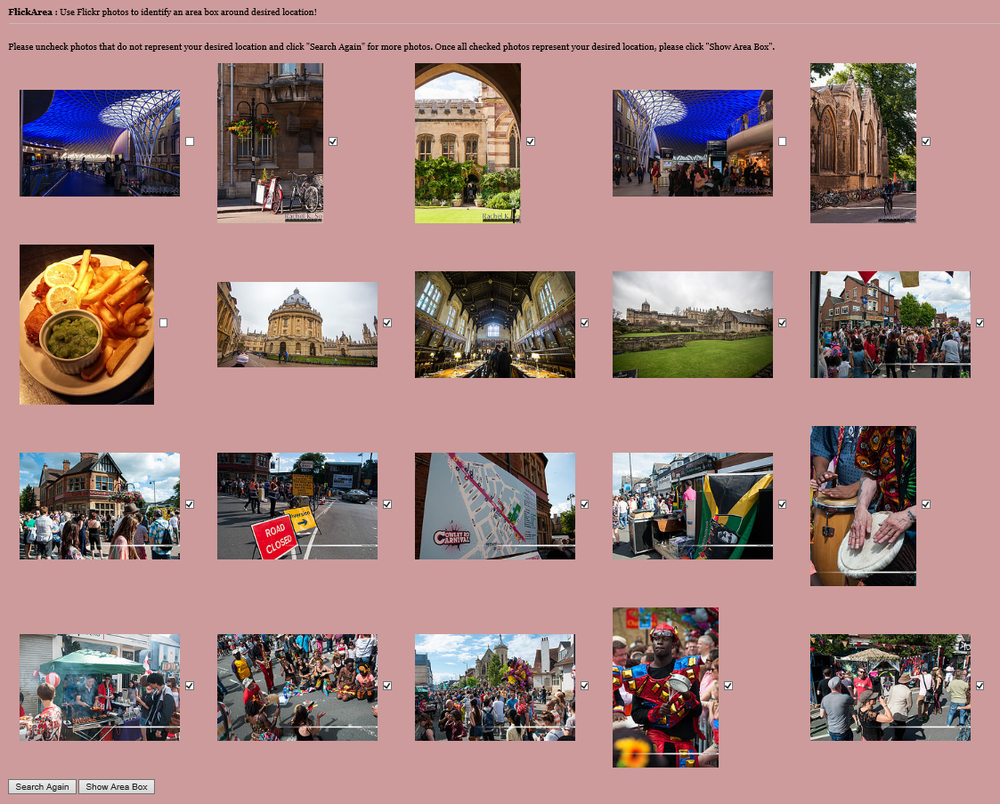 FlickArea : Use Flickr photos to identify an area box around desired location!
Please uncheck photos that do not represent your desired location and click "Search Again" for more photos. Once all checked photos represent your desired location, please click "Show Area Box".
Rachel K.
Rachel K.
ROAD
CLOSED
Diversion
COWLEY RD
CARNIVAL
Search Again
Show Area Box